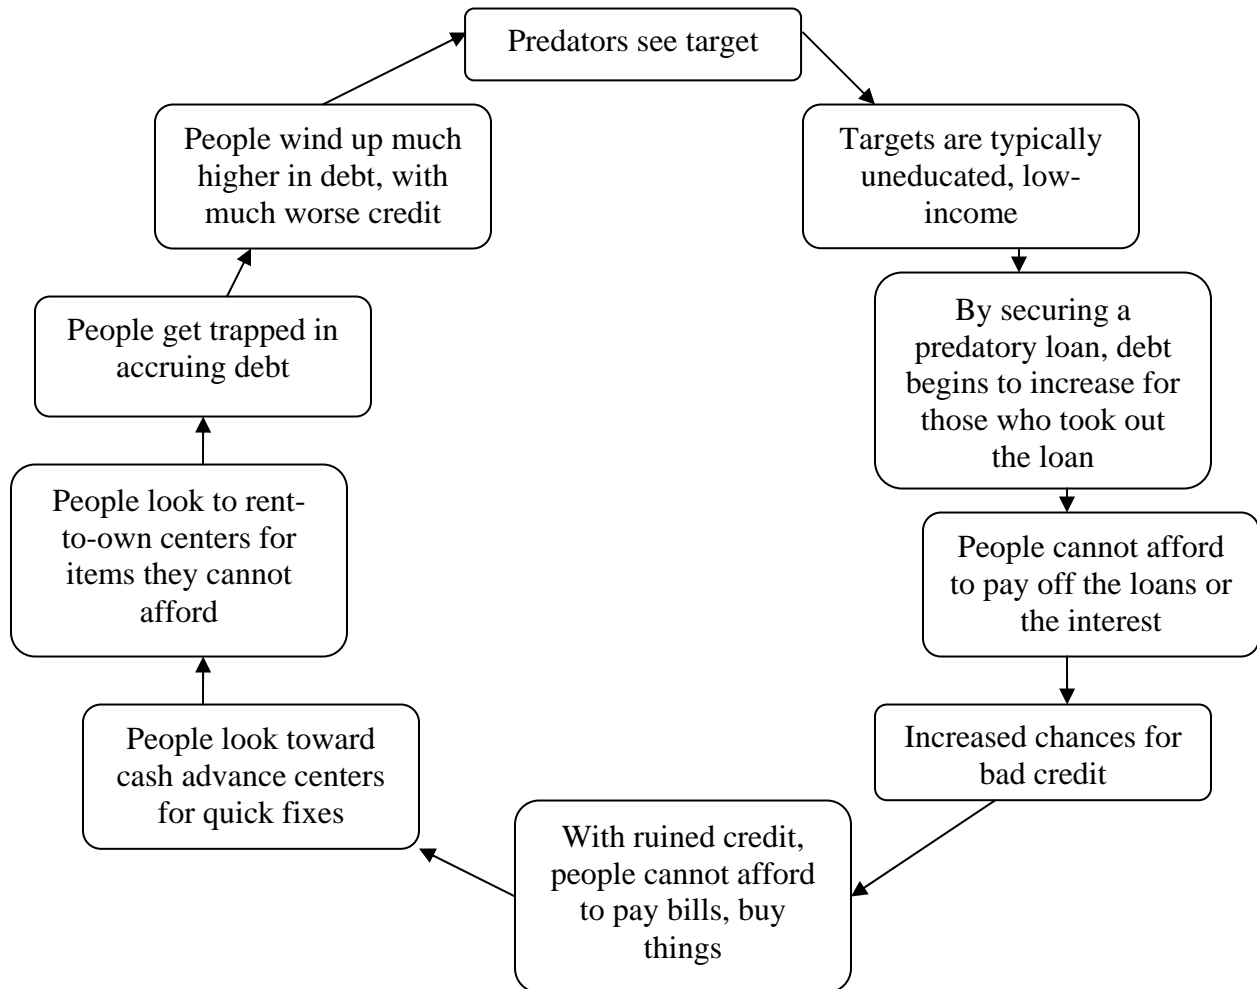 Predators see target
Targets are typically
uneducated, low-
income
By securing a
predatory loan, debt
begins to increase for
those who took out
the loan
People cannot afford
to pay off the loans or
the interest
Increased chances for
bad credit
With ruined credit,
people cannot afford
to pay bills, buy
things
People look toward
cash advance centers
for quick fixes
People look to rent-
to-own centers for
items they cannot
afford
People get trapped in
accruing debt
People wind up much
higher in debt, with
much worse credit